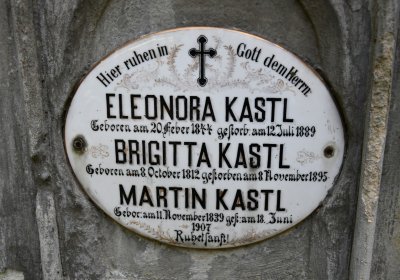 Hier ruhen in Gott dem Herrn:
ELEONORA KASTL
Geboren am 20 Feber 1844 gestorb. am 12 Juli 1889
BRIGITTA KASTL
Geboren am 8. October 1812 gestorben am 8 November 1895
MARTIN KASTL
Gebor: am 11. November 1839 gest: am 18. Juni
1907
Ruhet sanft!